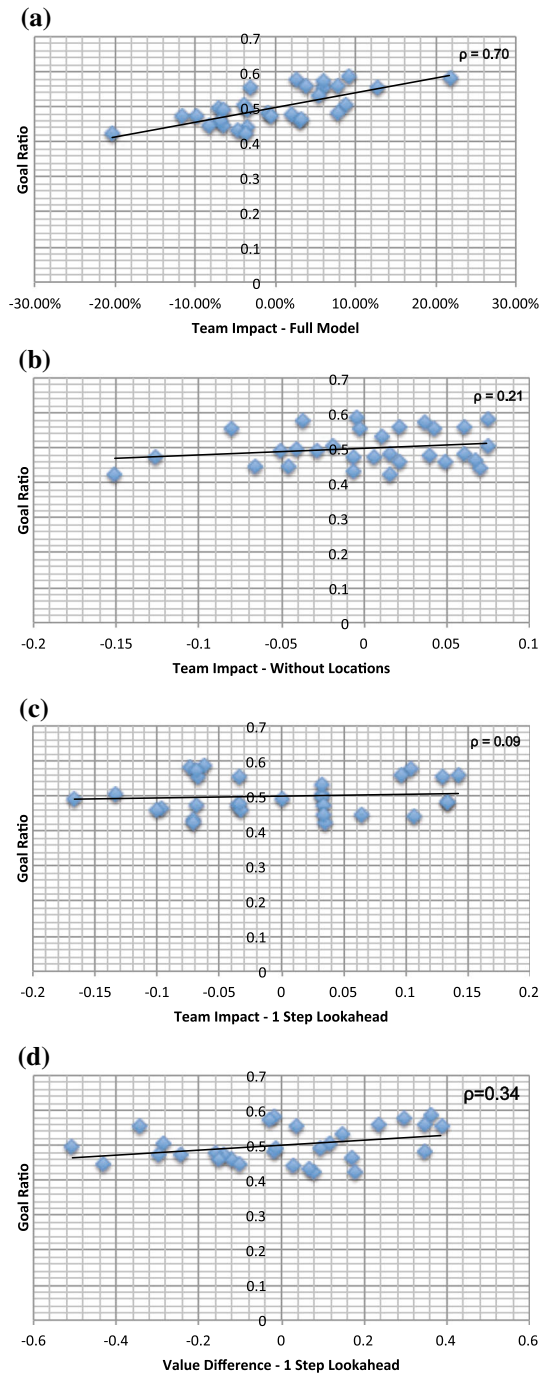 (a)
ρ = 0.70
0.7
0.6
0.5
0.4
0.3
0.2
0.1
0
Goal Ratio
-30.00% -20.00% -10.00% 0.00% 10.00% 20.00% 30.00%
Team Impact - Full Model
(b)
ρ = 0.21
0.7
0.6
0.5
0.4
0.3
0.2
0.1
0
Goal Ratio
-0.2 -0.15 -0.1 -0.05 0 0.05 0.1
Team Impact - Without Locations
(c)
ρ = 0.09
0.7
0.6
0.5
0.4
0.3
0.2
0.1
0
Goal Ratio
-0.2 -0.15 -0.1 -0.05 0 0.05 0.1 0.15 0.2
Team Impact - 1 Step Lookahead
(d)
ρ=0.34
0.7
0.6
0.5
0.4
0.3
0.2
0.1
0
Goal Ratio
-0.6 -0.4 -0.2 0 0.2 0.4 0.6
Value Difference - 1 Step Lookahead